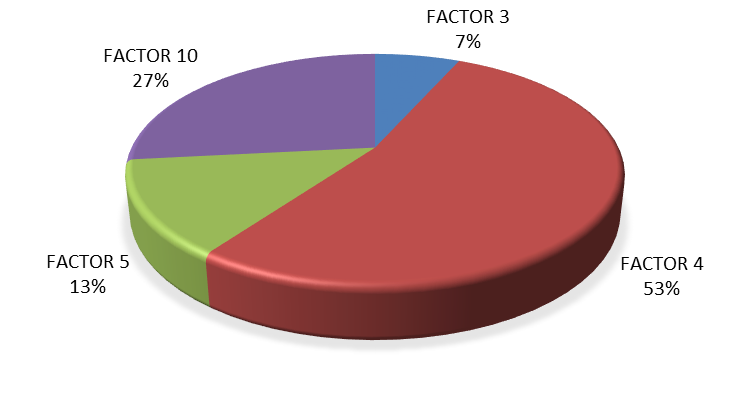 FACTOR 3
7%
FACTOR 10
27%
FACTOR 5
13%
FACTOR 4
53%